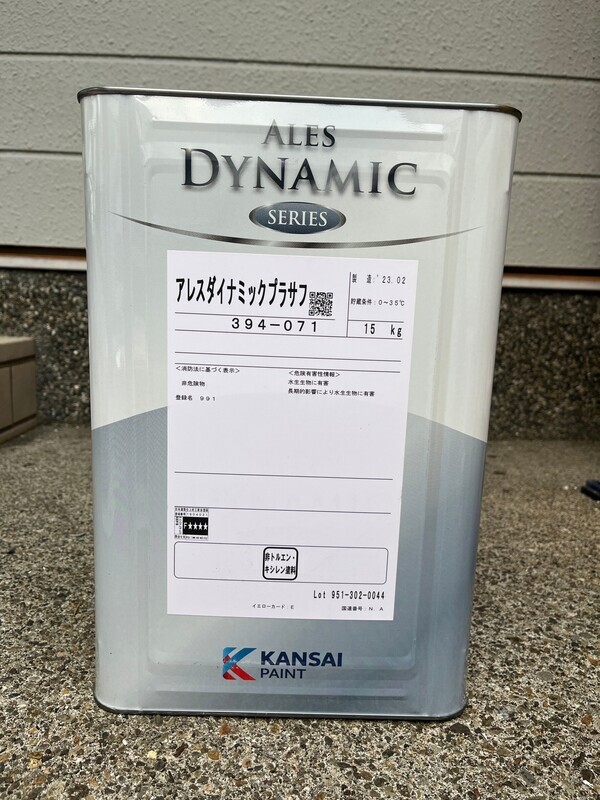 ALES
DYNAMIC
SERIES
アレスダイナミックプラサフ
394-071
製 造:'23.02
貯蔵条件:0~35℃
15 kg
<消防法に基づく表示>
非危険物
登録名 991
<危険有害性情報>
水生生物に有害
長期的影響により水生生物に有害
F★★★★
非トルエン・
キシレン塗料
Lot 951-302-0044
イエローカード:E
国連番号:N.A
KANSAI
PAINT